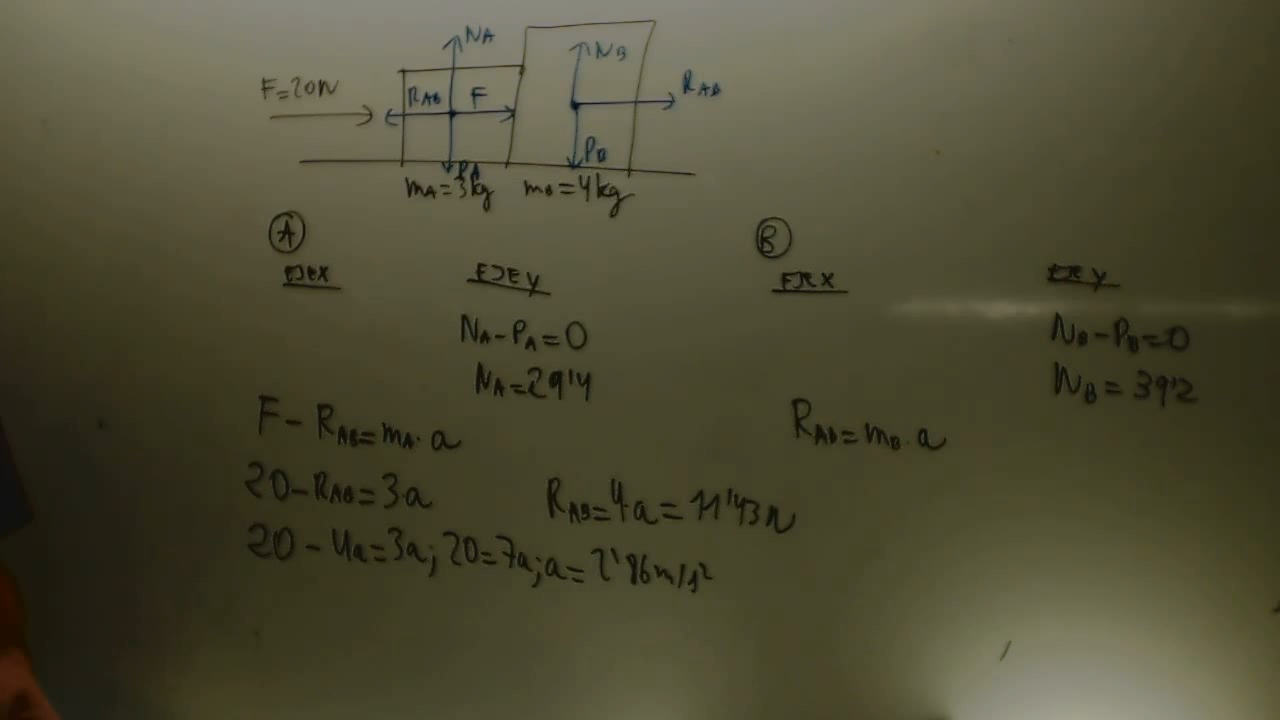 NA
NB
F=20N
RAB
F
RAB
PA
PB
mA=3kg
mB=4kg
A
B
EJE X
EJE Y
EJE X
EJE Y
NA-PA=0
NB-PB=0
NA=29'4
NB=39'2
F-RAB=mA·a
RAB=mB·a
20-RAB=3a
RAB=4a=11'43N
20-4a=3a; 20=7a; a=2'86m/s²